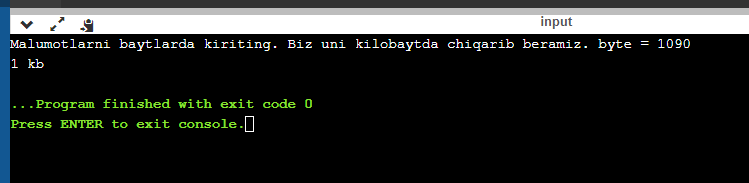 input
Malumotlarni baytlarda kiriting. Biz uni kilobaytda chiqarib beramiz. byte = 1090
1 kb
...Program finished with exit code 0
Press ENTER to exit console.